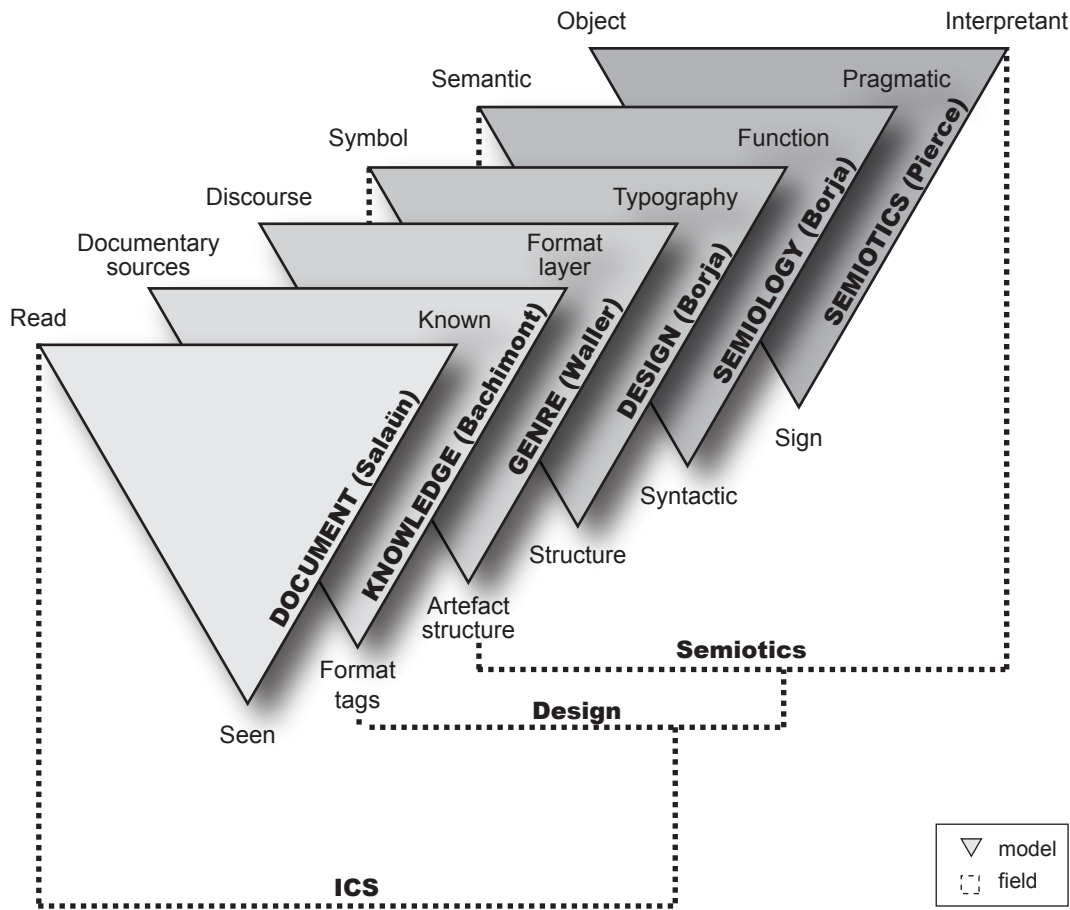 Object
Interpretant
Semantic
Pragmatic
Symbol
Function
Discourse
Typography
Documentary
sources
Format
layer
Read
Known
DOCUMENT (Salaün)
KNOWLEDGE (Bachimont)
GENRE (Waller)
DESIGN (Borja)
SEMIOLOGY (Borja)
SEMIOTICS (Pierce)
Sign
Syntactic
Structure
Artefact
structure
Semiotics
Format
tags
Design
Seen
model
field
ICS